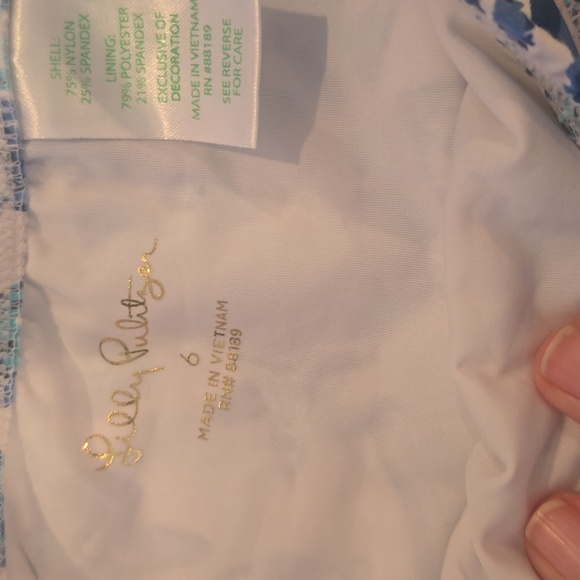 SHELL:
75% NYLON
25% SPANDEX
LINING:
79% POLYESTER
21% SPANDEX
EXCLUSIVE OF
DECORATION
MADE IN VIETNAM
RN #88189
SEE REVERSE
FOR CARE
Lilly Pulitzer
6
MADE IN VIETNAM
RN# 88189